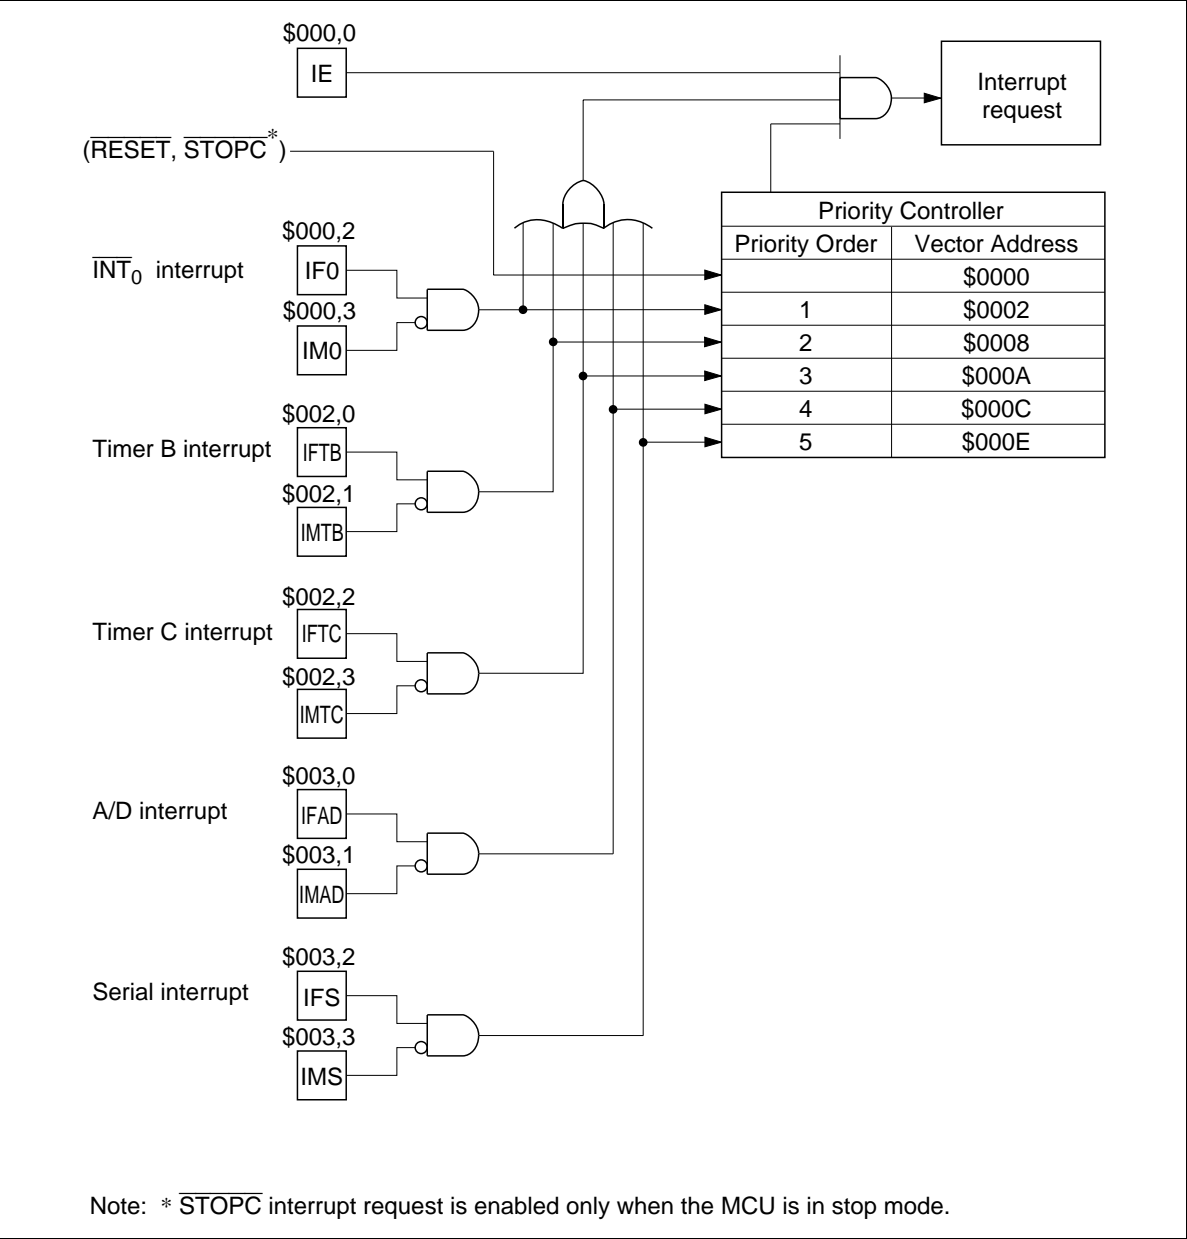 $000,0
IE
Interrupt
request
(RESET, STOPC*)
Priority Controller
Priority Order Vector Address
$0000
1 $0002
2 $0008
3 $000A
4 $000C
5 $000E
$000,2
INT0 interrupt
IF0
$000,3
IM0
$002,0
Timer B interrupt
IFTB
$002,1
IMTB
$002,2
Timer C interrupt
IFTC
$002,3
IMTC
$003,0
A/D interrupt
IFAD
$003,1
IMAD
$003,2
Serial interrupt
IFS
$003,3
IMS
Note: * STOPC interrupt request is enabled only when the MCU is in stop mode.